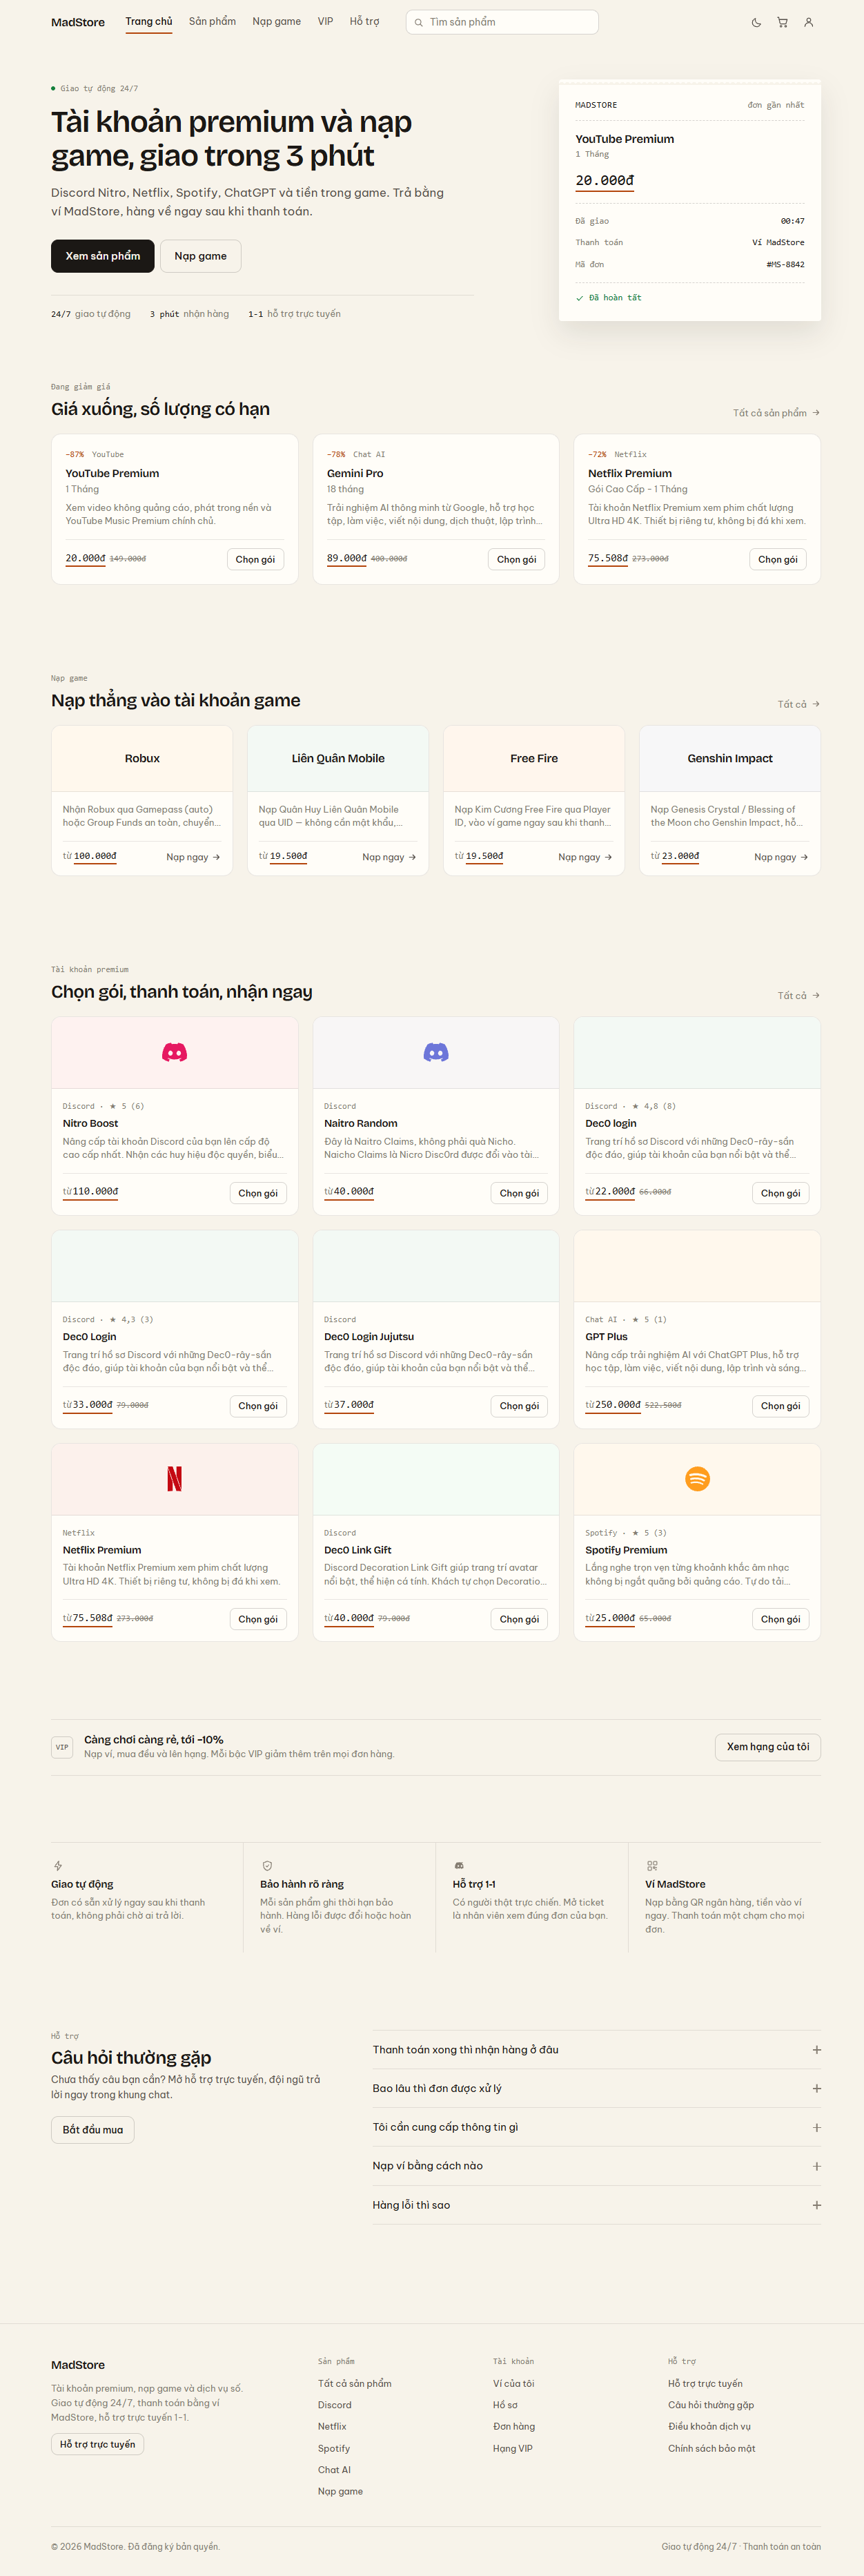 MadStore
Trang chủ
Sản phẩm
Nạp game
VIP
Hỗ trợ
Tìm sản phẩm
Giao tự động 24/7
Tài khoản premium và nạp
game, giao trong 3 phút
Discord Nitro, Netflix, Spotify, ChatGPT và tiền trong game. Trả bằng
ví MadStore, hàng về ngay sau khi thanh toán.
Xem sản phẩm
Nạp game
24/7 giao tự động
3 phút nhận hàng
1-1 hỗ trợ trực tuyến
MADSTORE
đơn gần nhất
YouTube Premium
1 Tháng
20.000đ
Đã giao
00:47
Thanh toán
Ví MadStore
Mã đơn
#MS-8842
Đã hoàn tất
Đang giảm giá
Giá xuống, số lượng có hạn
Tất cả sản phẩm →
-87% YouTube
YouTube Premium
1 Tháng
Xem video không quảng cáo, phát trong nền và
YouTube Music Premium chính chủ.
20.000đ 149.000đ
Chọn gói
-78% Chat AI
Gemini Pro
18 tháng
Trải nghiệm AI thông minh từ Google, hỗ trợ học
tập, làm việc, viết nội dung, dịch thuật, lập trình…
89.000đ 400.000đ
Chọn gói
-72% Netflix
Netflix Premium
Gói Cao Cấp - 1 Tháng
Tài khoản Netflix Premium xem phim chất lượng
Ultra HD 4K. Thiết bị riêng tư, không bị đá khi xem.
75.508đ 273.000đ
Chọn gói
Nạp game
Nạp thẳng vào tài khoản game
Tất cả →
Robux
Nhận Robux qua Gamepass (auto)
hoặc Group Funds an toàn, chuyển…
từ 100.000đ
Nạp ngay →
Liên Quân Mobile
Nạp Quân Huy Liên Quân Mobile
qua UID — không cần mật khẩu,…
từ 19.500đ
Nạp ngay →
Free Fire
Nạp Kim Cương Free Fire qua Player
ID, vào ví game ngay sau khi thanh…
từ 19.500đ
Nạp ngay →
Genshin Impact
Nạp Genesis Crystal / Blessing of
the Moon cho Genshin Impact, hỗ…
từ 23.000đ
Nạp ngay →
Tài khoản premium
Chọn gói, thanh toán, nhận ngay
Tất cả →
Discord · ★ 5 (6)
Nitro Boost
Nâng cấp tài khoản Discord của bạn lên cấp độ
cao cấp nhất. Nhận các huy hiệu độc quyền, biểu…
từ 110.000đ
Chọn gói
Discord
Naitro Random
Đây là Naitro Claims, không phải quà Nicho.
Naicho Claims là Nicro Disc0rd được đổi vào tài…
từ 40.000đ
Chọn gói
Discord · ★ 4,8 (8)
Dec0 login
Trang trí hồ sơ Discord với những Dec0-rây-sần
độc đáo, giúp tài khoản của bạn nổi bật và thể…
từ 22.000đ 66.000đ
Chọn gói
Discord · ★ 4,3 (3)
Dec0 Login
Trang trí hồ sơ Discord với những Dec0-rây-sần
độc đáo, giúp tài khoản của bạn nổi bật và thể…
từ 33.000đ 79.000đ
Chọn gói
Discord
Dec0 Login Jujutsu
Trang trí hồ sơ Discord với những Dec0-rây-sần
độc đáo, giúp tài khoản của bạn nổi bật và thể…
từ 37.000đ
Chọn gói
Chat AI · ★ 5 (1)
GPT Plus
Nâng cấp trải nghiệm AI với ChatGPT Plus, hỗ trợ
học tập, làm việc, viết nội dung, lập trình và sáng…
từ 250.000đ 522.500đ
Chọn gói
Netflix
Netflix Premium
Tài khoản Netflix Premium xem phim chất lượng
Ultra HD 4K. Thiết bị riêng tư, không bị đá khi xem.
từ 75.508đ 273.000đ
Chọn gói
Discord
Dec0 Link Gift
Discord Decoration Link Gift giúp trang trí avatar
nổi bật, thể hiện cá tính. Khách tự chọn Decoratio…
từ 40.000đ 79.000đ
Chọn gói
Spotify · ★ 5 (3)
Spotify Premium
Lắng nghe trọn vẹn từng khoảnh khắc âm nhạc
không bị ngắt quãng bởi quảng cáo. Tự do tải…
từ 25.000đ 65.000đ
Chọn gói
VIP
Càng chơi càng rẻ, tới -10%
Nạp ví, mua đều và lên hạng. Mỗi bậc VIP giảm thêm trên mọi đơn hàng.
Xem hạng của tôi
Giao tự động
Đơn có sẵn xử lý ngay sau khi thanh
toán, không phải chờ ai trả lời.
Bảo hành rõ ràng
Mỗi sản phẩm ghi thời hạn bảo
hành. Hàng lỗi được đổi hoặc hoàn
về ví.
Hỗ trợ 1-1
Có người thật trực chiến. Mở ticket
là nhân viên xem đúng đơn của bạn.
Ví MadStore
Nạp bằng QR ngân hàng, tiền vào ví
ngay. Thanh toán một chạm cho mọi
đơn.
Hỗ trợ
Câu hỏi thường gặp
Chưa thấy câu bạn cần? Mở hỗ trợ trực tuyến, đội ngũ trả
lời ngay trong khung chat.
Bắt đầu mua
Thanh toán xong thì nhận hàng ở đâu
Bao lâu thì đơn được xử lý
Tôi cần cung cấp thông tin gì
Nạp ví bằng cách nào
Hàng lỗi thì sao
MadStore
Tài khoản premium, nạp game và dịch vụ số.
Giao tự động 24/7, thanh toán bằng ví
MadStore, hỗ trợ trực tuyến 1-1.
Hỗ trợ trực tuyến
Sản phẩm
Tất cả sản phẩm
Discord
Netflix
Spotify
Chat AI
Nạp game
Tài khoản
Ví của tôi
Hồ sơ
Đơn hàng
Hạng VIP
Hỗ trợ
Hỗ trợ trực tuyến
Câu hỏi thường gặp
Điều khoản dịch vụ
Chính sách bảo mật
© 2026 MadStore. Đã đăng ký bản quyền.
Giao tự động 24/7 · Thanh toán an toàn